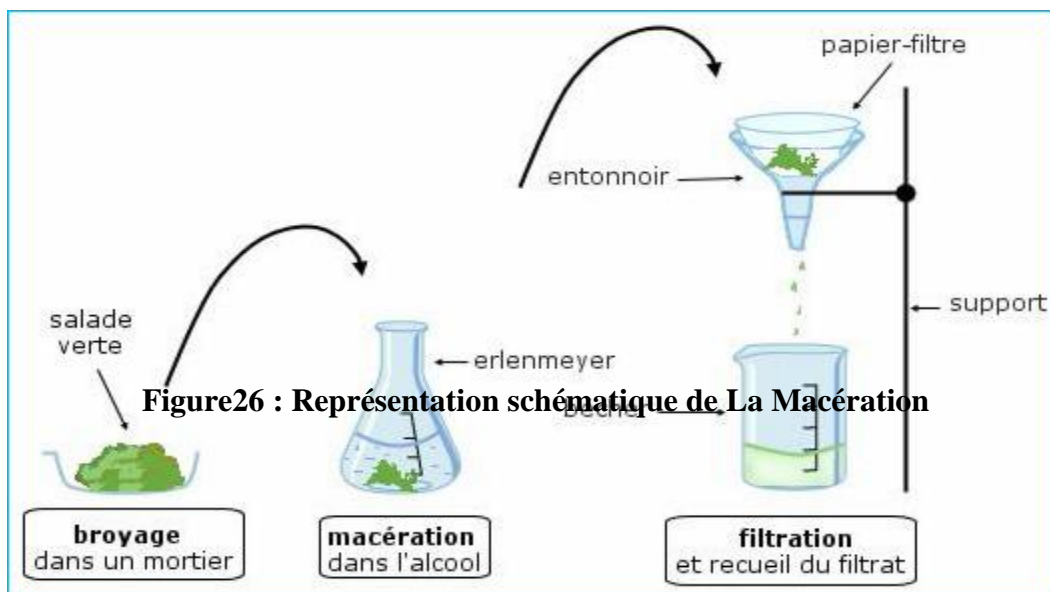 papier-filtre
entonnoir
support
salade
verte
erlenmeyer
Figure26 : Représentation schématique de La Macération
broyage
dans un mortier
macération
dans l'alcool
filtration
et recueil du filtrat